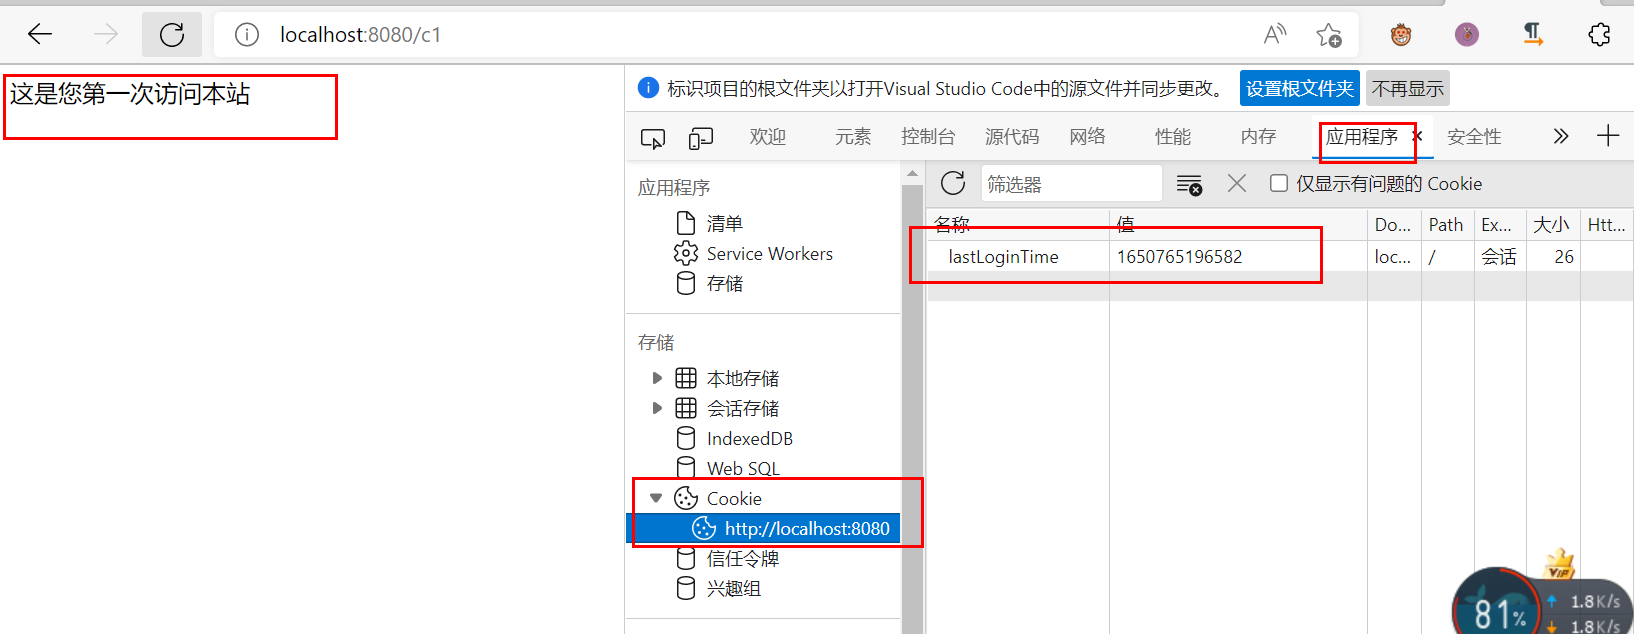 localhost:8080/c1
这是您第一次访问本站
标识项目的根文件夹以打开Visual Studio Code中的源文件并同步更改。 设置根文件夹 不再显示
欢迎 元素 控制台 源代码 网络 性能 内存 应用程序 × 安全性
应用程序
清单
Service Workers
存储
存储
本地存储
会话存储
IndexedDB
Web SQL
Cookie
http://localhost:8080
信任令牌
兴趣组
筛选器 仅显示有问题的 Cookie
名称 值 Do... Path Ex... 大小 Htt...
lastLoginTime 1650765196582 loc... / 会话 26
VIP
81%
1.8K/s
1.8K/s